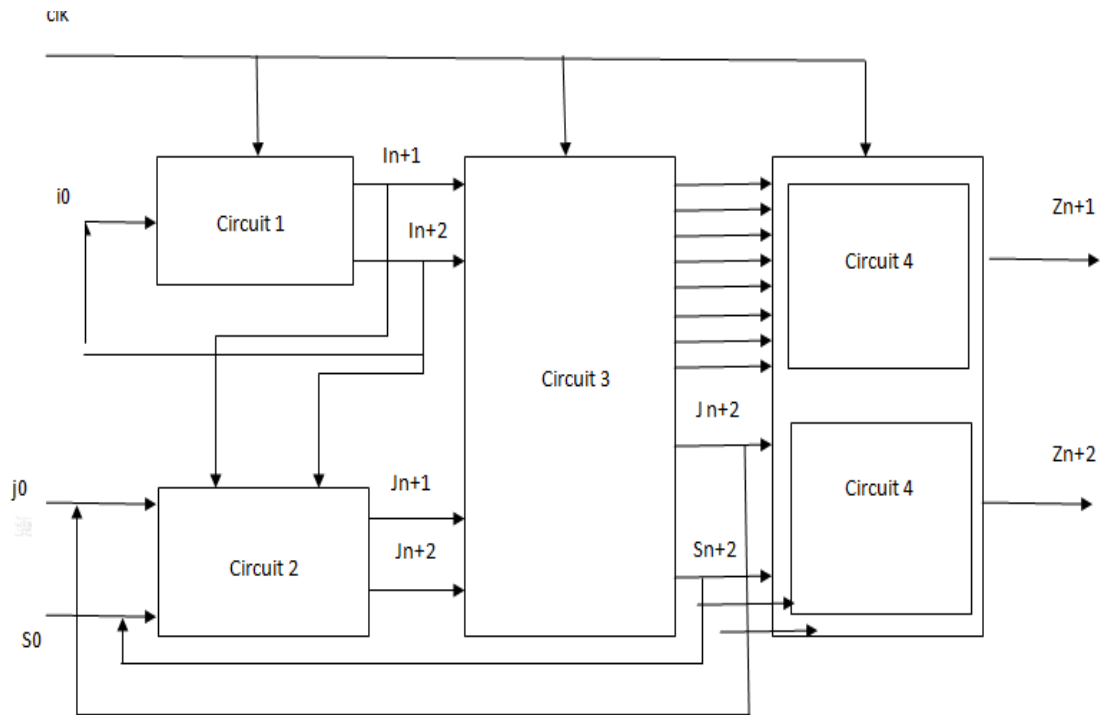 Clk
In+1
i0
Circuit 1
In+2
Zn+1
Circuit 4
Circuit 3
Jn+2
Zn+2
j0
Jn+1
Circuit 4
Jn+2
Sn+2
Circuit 2
S0